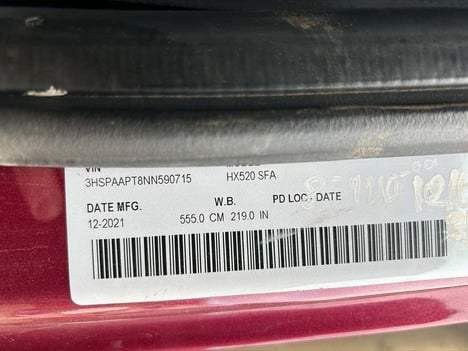 VIN
3HSPAAPT8NN590715 HX520 SFA
DATE MFG. W.B. PD LOC - DATE
12-2021 555.0 CM 219.0 IN